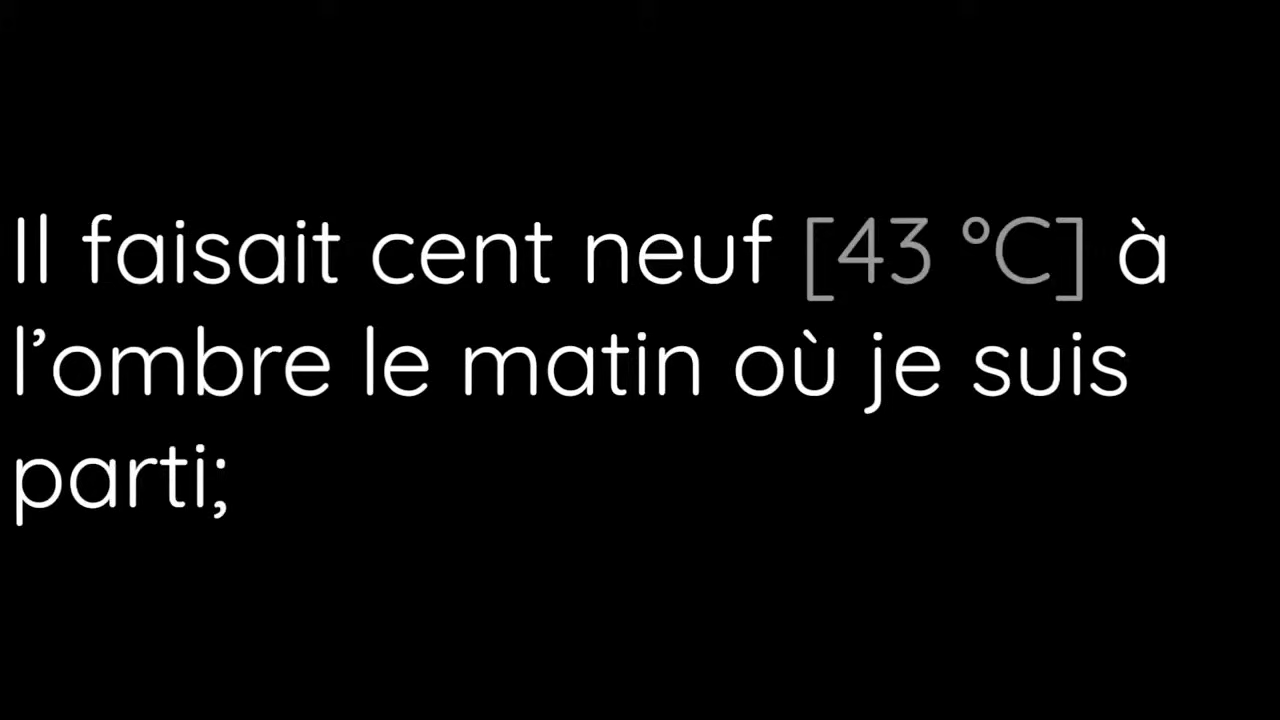 Il faisait cent neuf [43 °C] à
l’ombre le matin où je suis
parti;